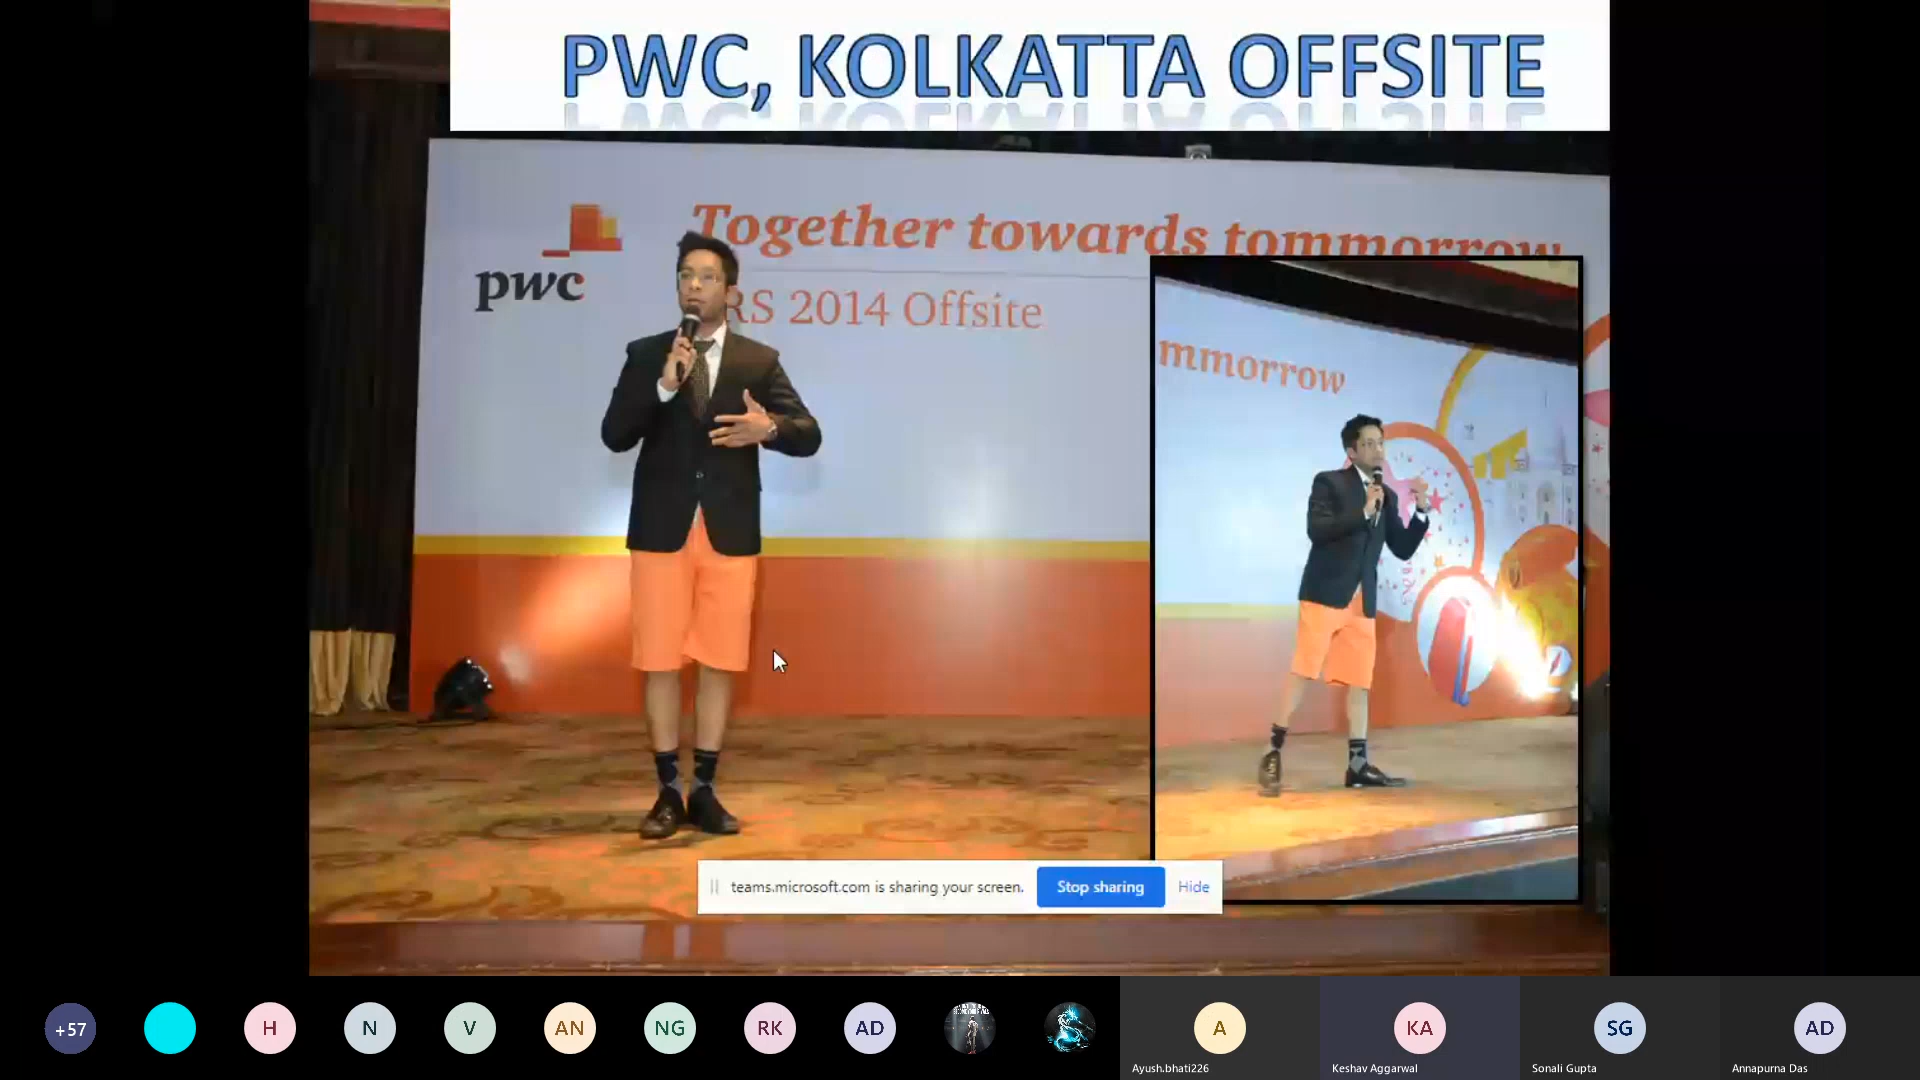 PWC, KOLKATTA OFFSITE
Together towards tommmorrow
pwc
RS 2014 Offsite
mmorrow
teams.microsoft.com is sharing your screen.
Stop sharing
Hide
+57
H
N
V
AN
NG
RK
AD
A
KA
SG
AD
Ayush.bhati226
Keshav Aggarwal
Sonali Gupta
Annapurna Das